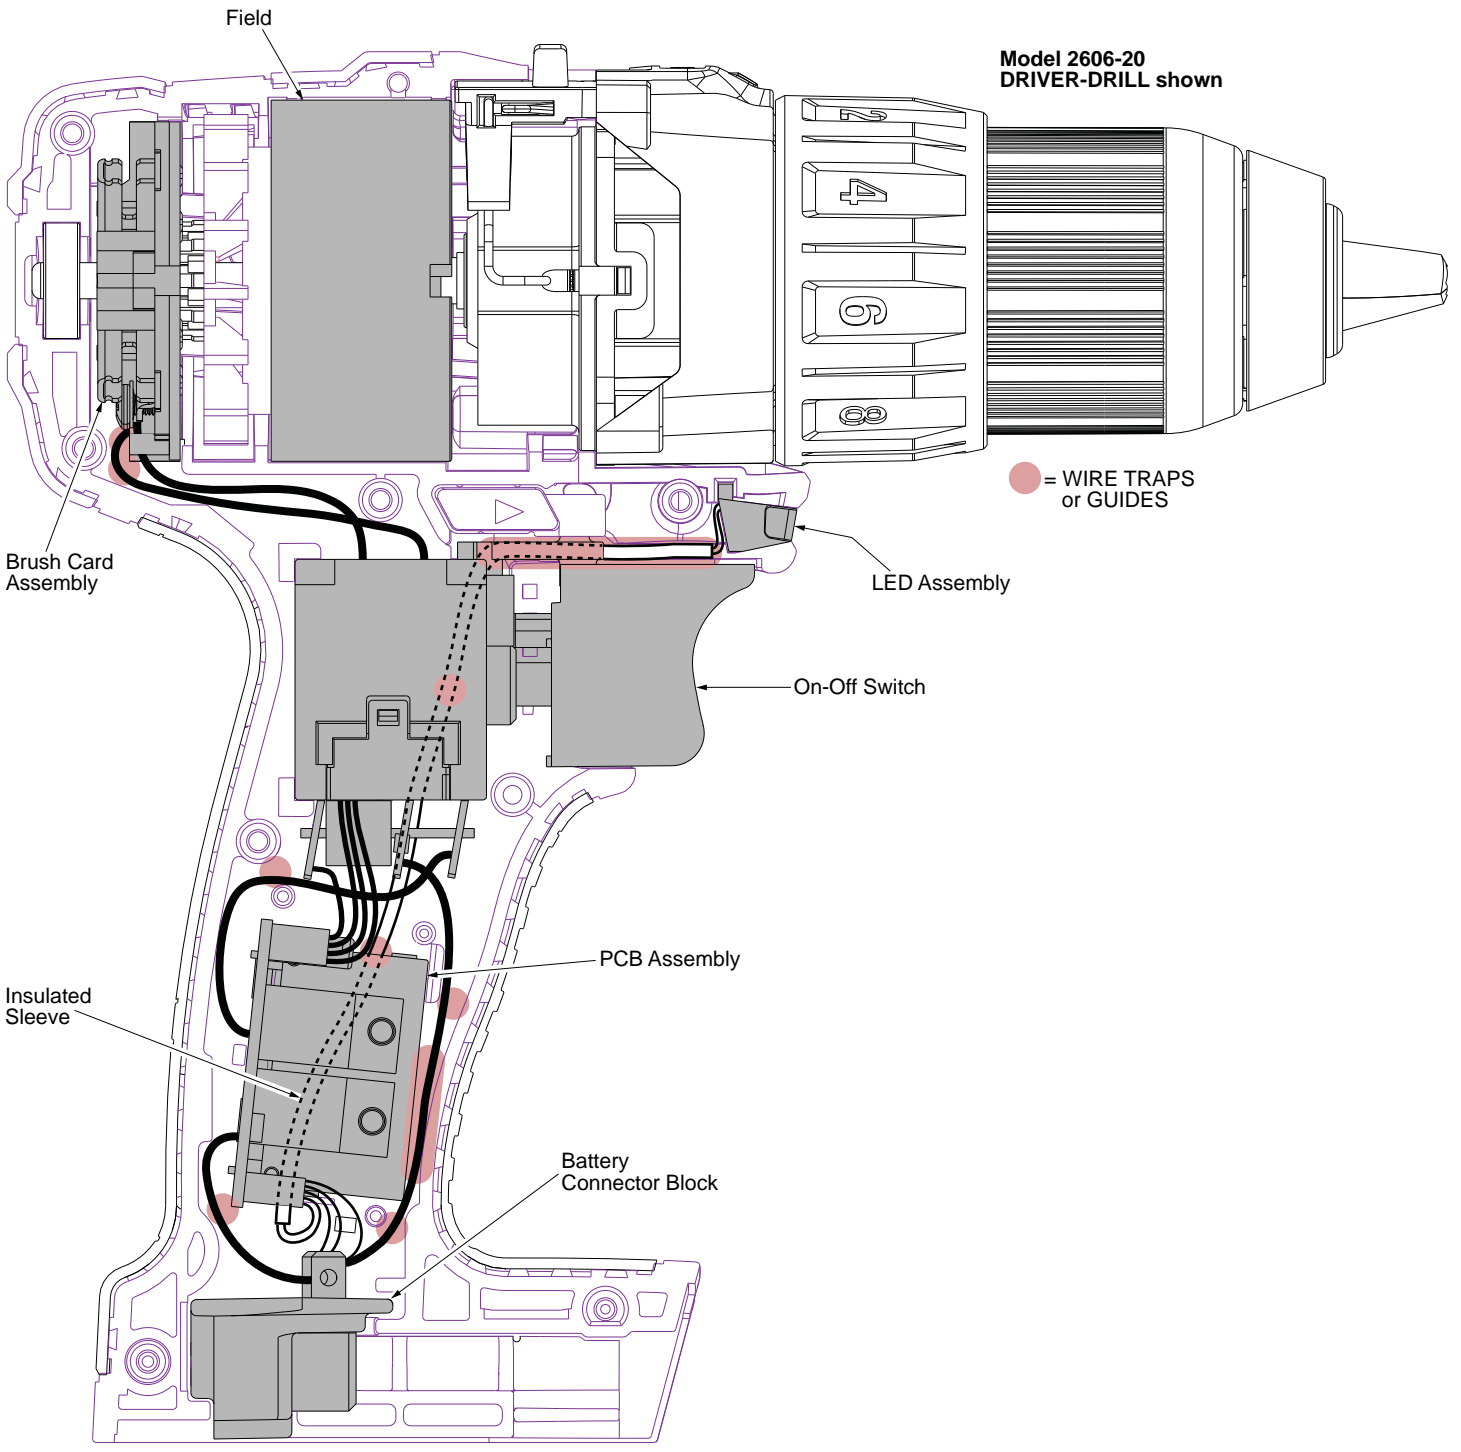 Field
Model 2606-20
DRIVER-DRILL shown
2
4
6
8
= WIRE TRAPS
or GUIDES
Brush Card
Assembly
LED Assembly
On-Off Switch
PCB Assembly
Insulated
Sleeve
Battery
Connector Block